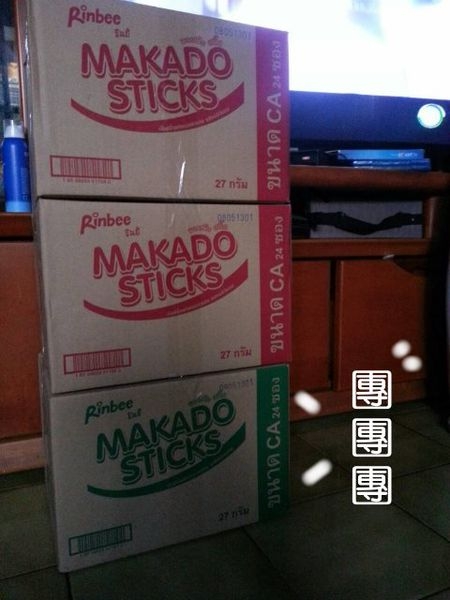 Rinbee
รินบี้
08051301
MAKADO
STICKS
27 กรัม
ขนาด CA 24 ซอง
Rinbee
รินบี้
08051301
MAKADO
STICKS
27 กรัม
ขนาด CA 24 ซอง
Rinbee
รินบี้
09051301
MAKADO
STICKS
27 กรัม
ขนาด CA 24 ซอง
團
團
團